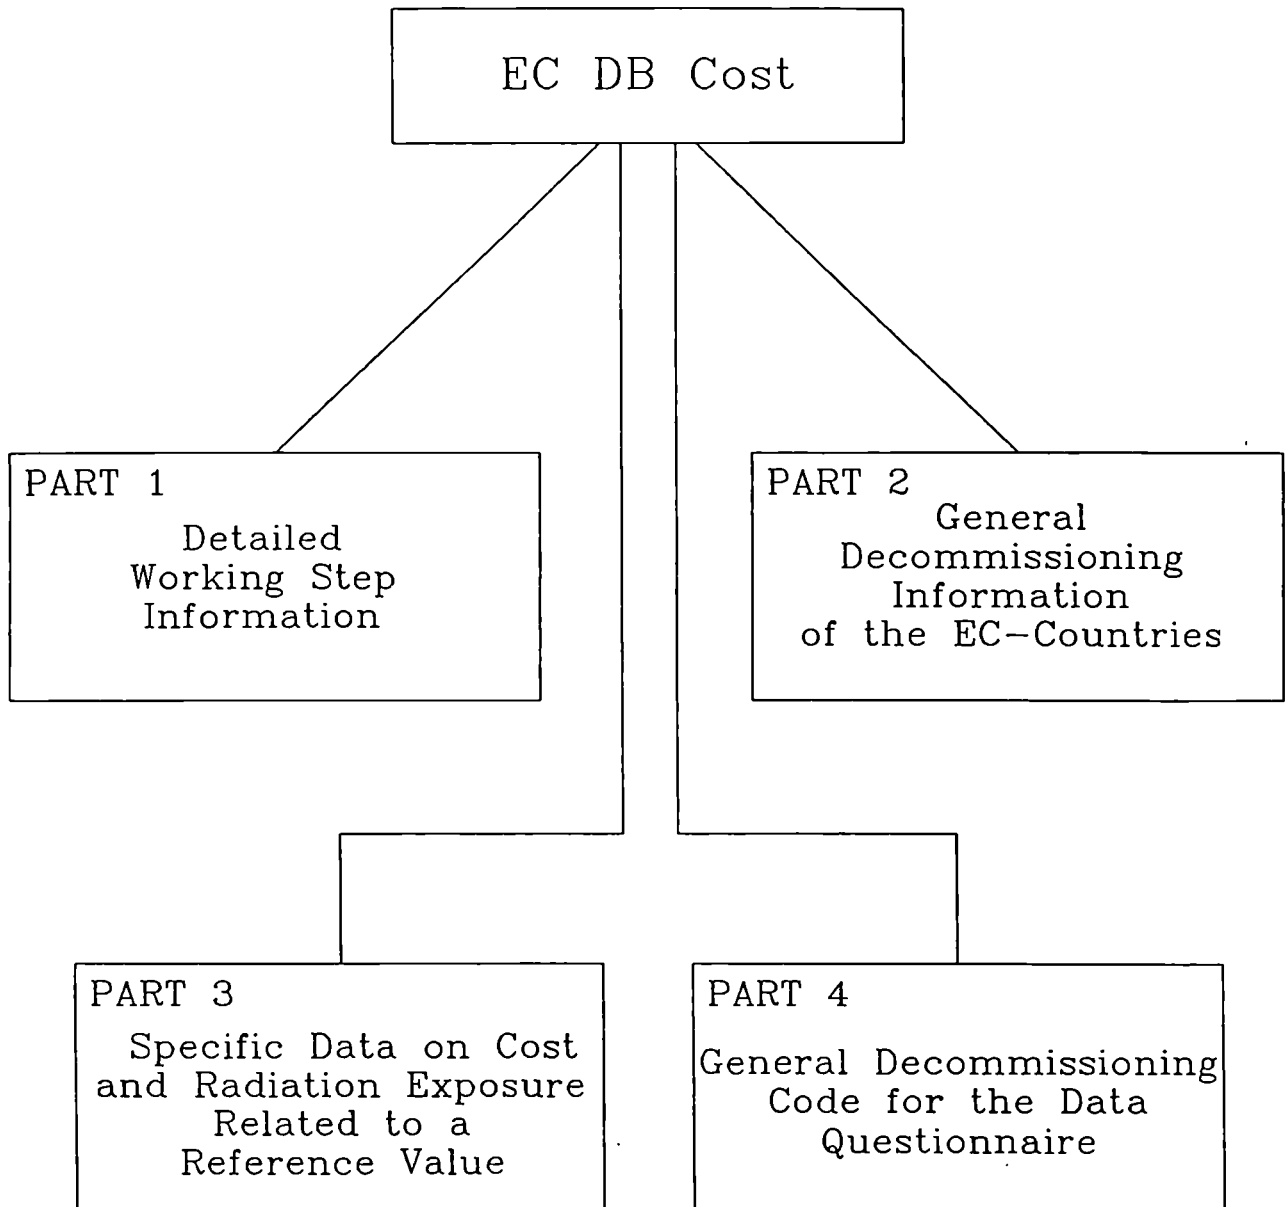 EC DB Cost
PART 1
Detailed
Working Step
Information
PART 2
General
Decommissioning
Information
of the EC-Countries
PART 3
Specific Data on Cost
and Radiation Exposure
Related to a
Reference Value
PART 4
General Decommissioning
Code for the Data
Questionnaire